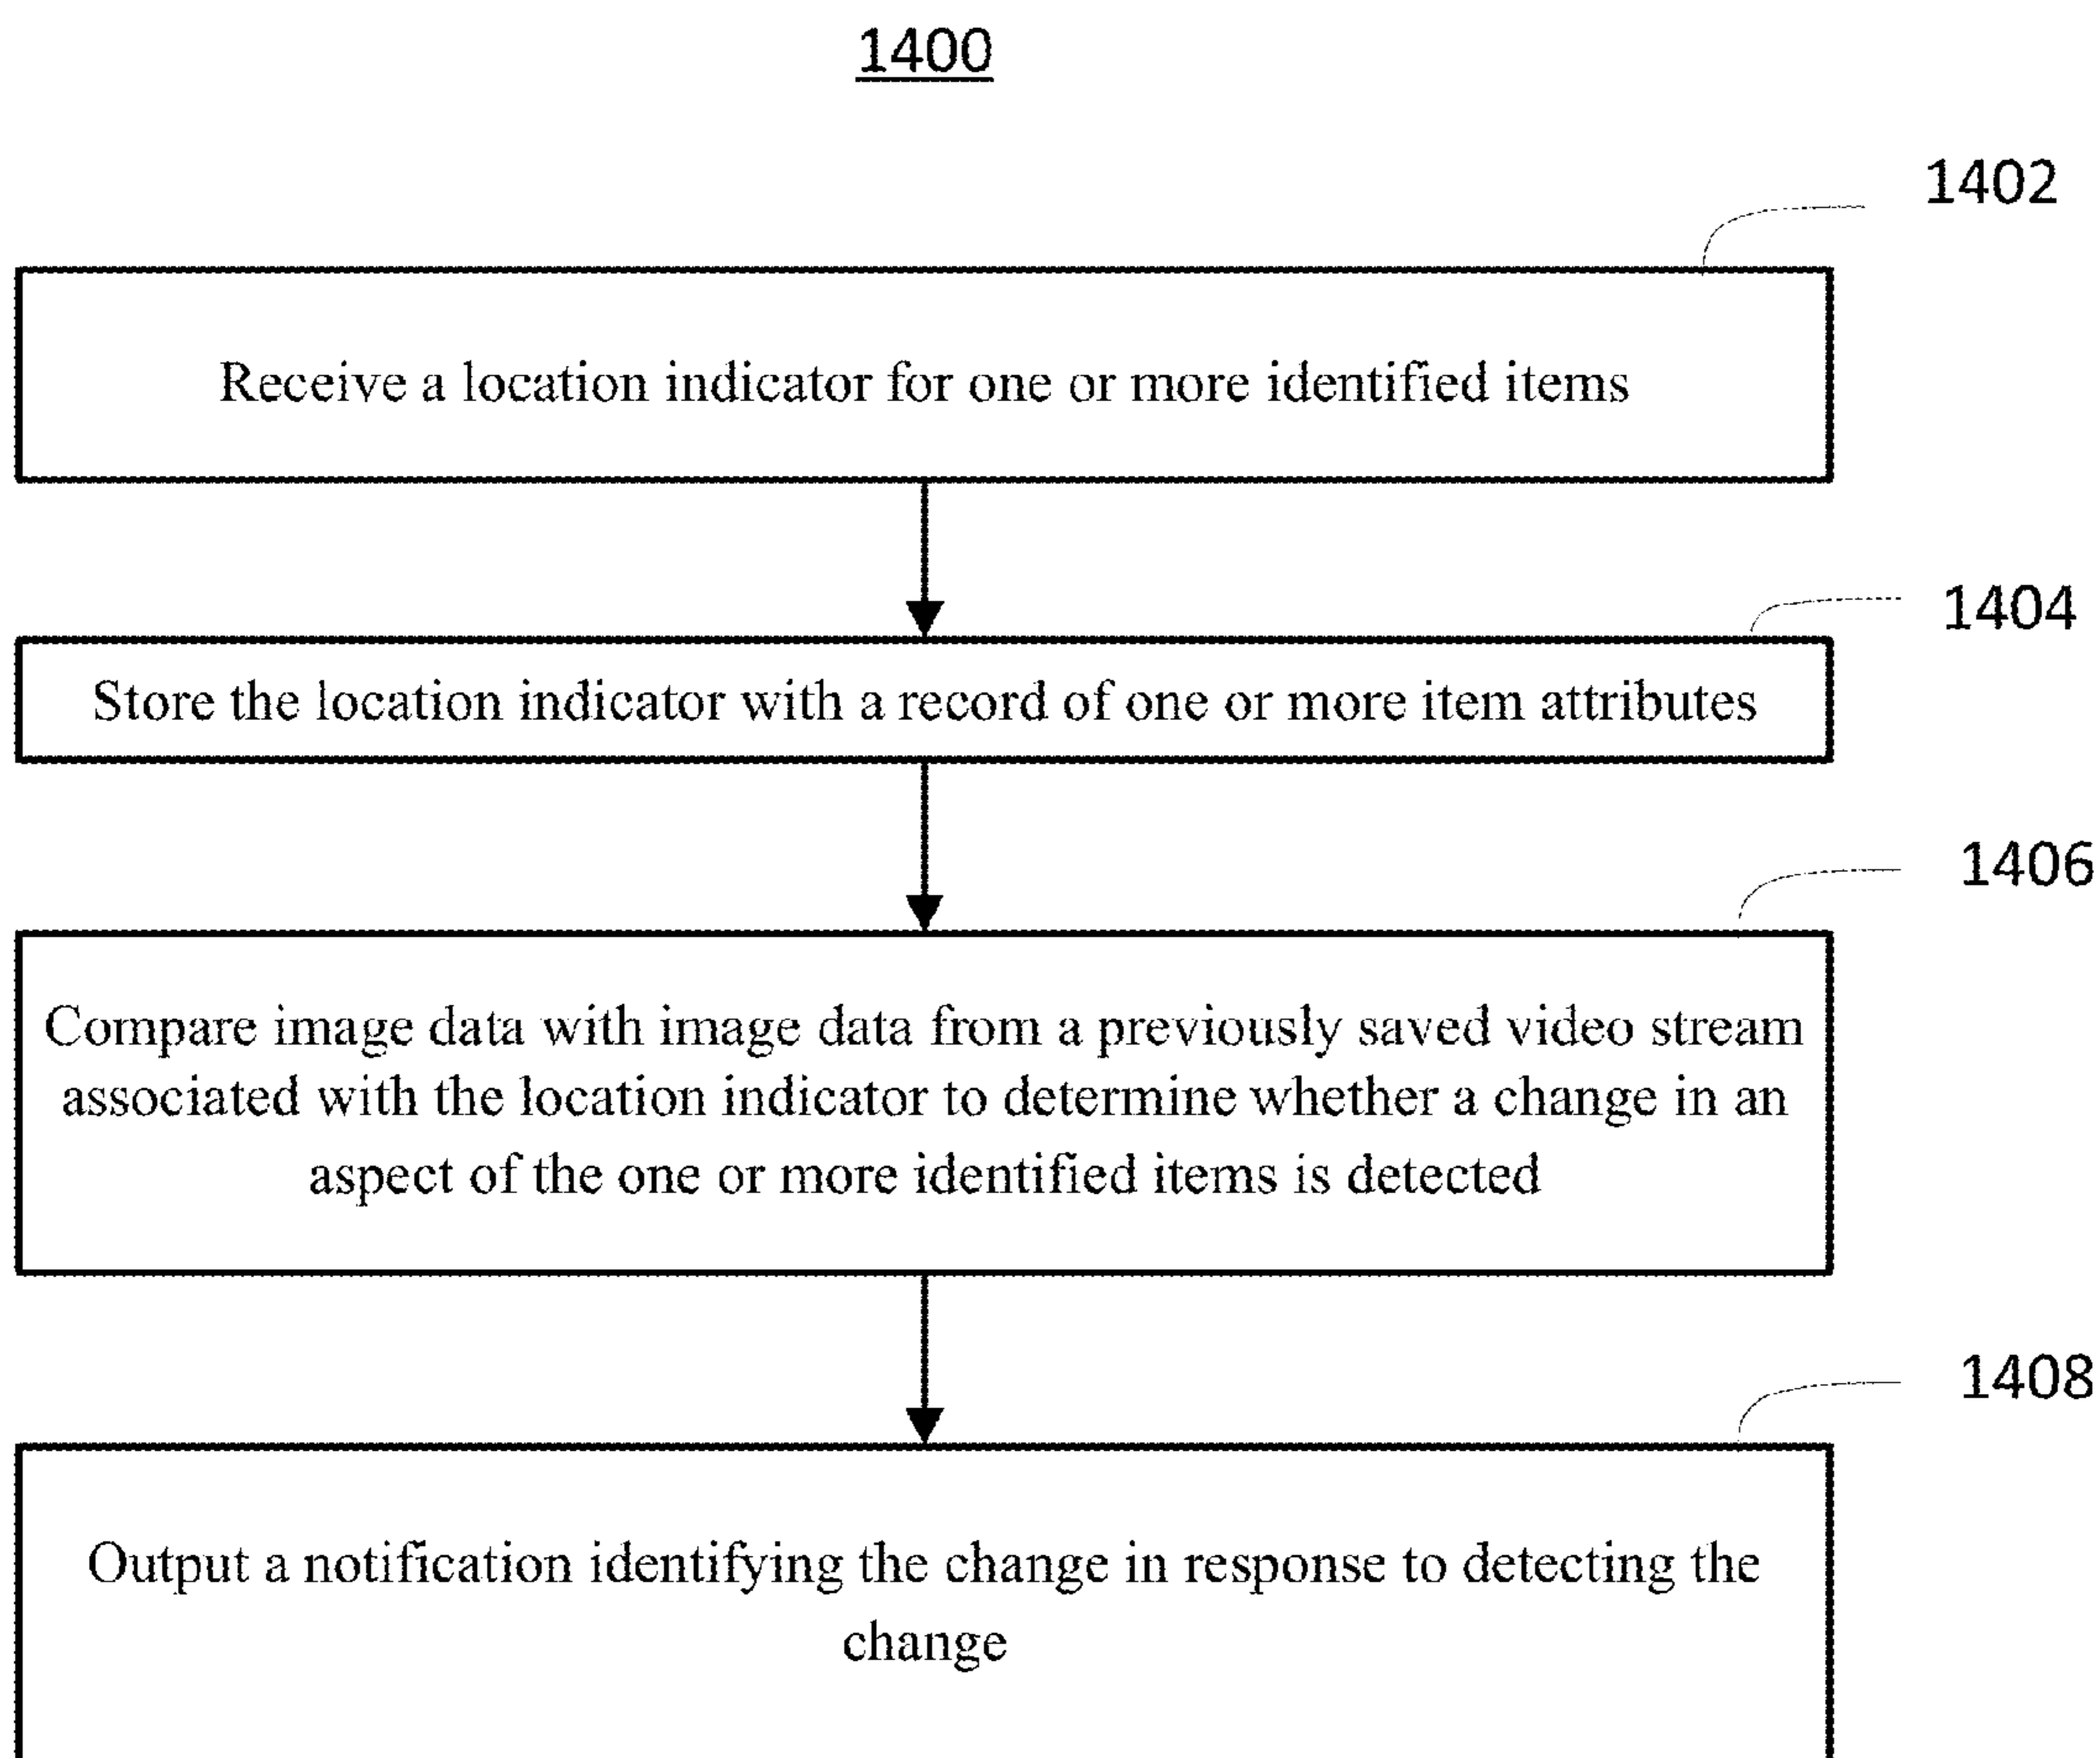 1400
1402
Receive a location indicator for one or more identified items
1404
Store the location indicator with a record of one or more item attributes
1406
Compare image data with image data from a previously saved video stream
associated with the location indicator to determine whether a change in an
aspect of the one or more identified items is detected
1408
Output a notification identifying the change in response to detecting the
change